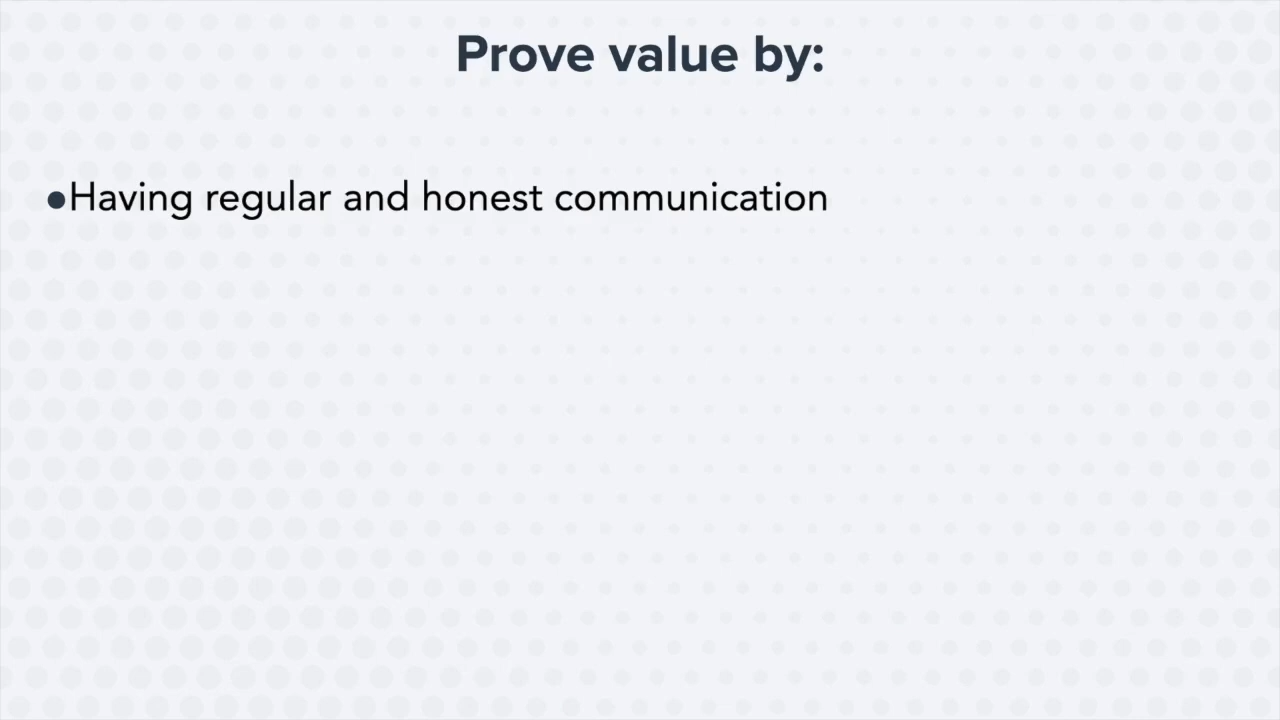 Prove value by:
●Having regular and honest communication